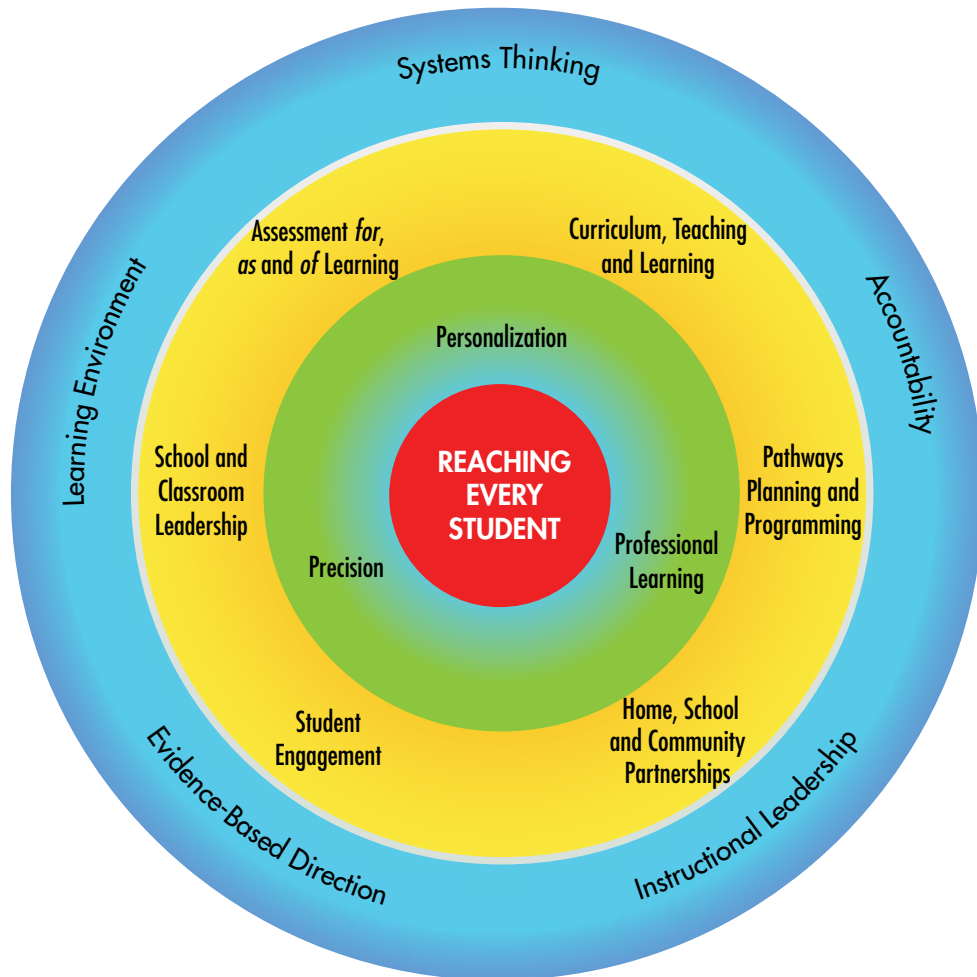 Systems Thinking
Accountability
Instructional Leadership
Evidence-Based Direction
Learning Environment
Assessment for,
as and of Learning
Curriculum, Teaching
and Learning
Pathways
Planning and
Programming
Home, School
and Community
Partnerships
Student
Engagement
School and
Classroom
Leadership
Personalization
Professional
Learning
Precision
REACHING
EVERY
STUDENT